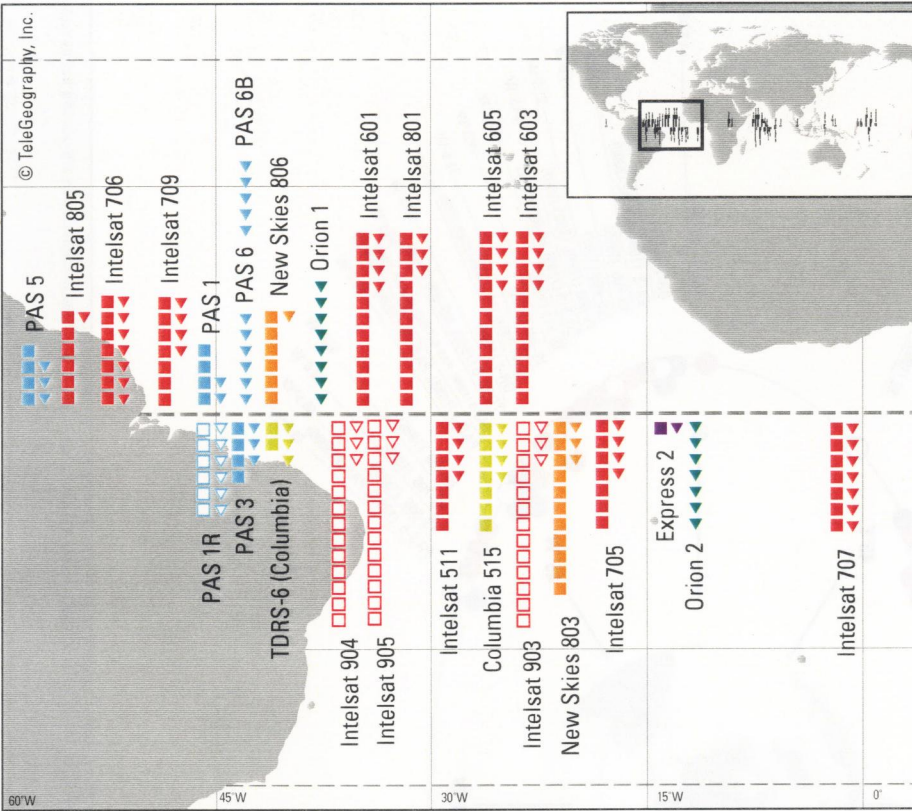 © TeleGeography, Inc.
PAS 5
Intelsat 805
Intelsat 706
Intelsat 709
PAS 1
PAS 6
PAS 6B
New Skies 806
Orion 1
Intelsat 601
Intelsat 801
Intelsat 605
Intelsat 603
PAS 1R
PAS 3
TDRS-6 (Columbia)
Intelsat 904
Intelsat 905
Intelsat 511
Columbia 515
Intelsat 903
New Skies 803
Intelsat 705
Express 2
Orion 2
Intelsat 707
60°W
45°W
30°W
15°W
0°